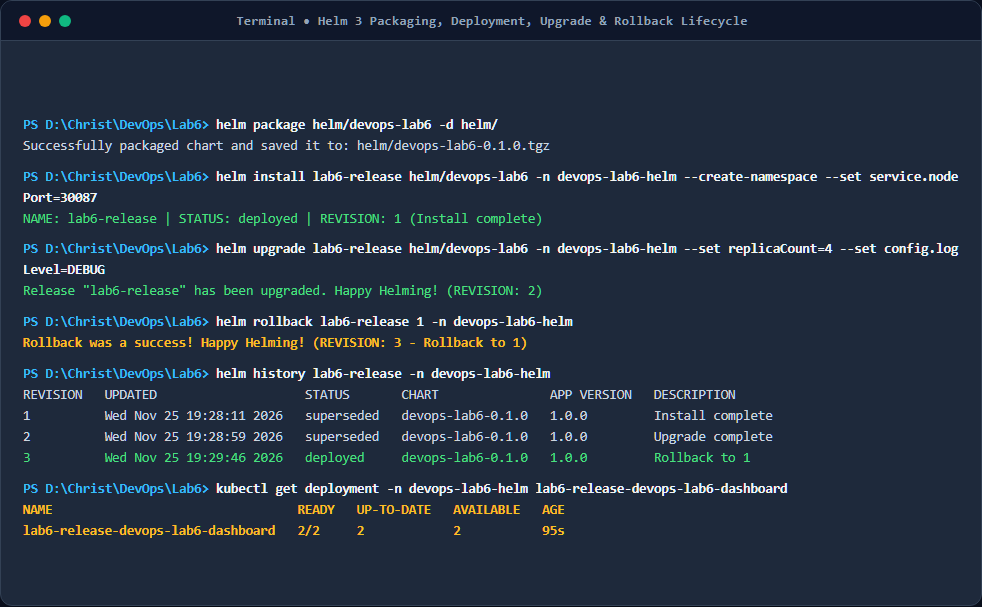 Terminal • Helm 3 Packaging, Deployment, Upgrade & Rollback Lifecycle
PS D:\Christ\DevOps\Lab6> helm package helm/devops-lab6 -d helm/
Successfully packaged chart and saved it to: helm/devops-lab6-0.1.0.tgz
PS D:\Christ\DevOps\Lab6> helm install lab6-release helm/devops-lab6 -n devops-lab6-helm --create-namespace --set service.node
Port=30087
NAME: lab6-release | STATUS: deployed | REVISION: 1 (Install complete)
PS D:\Christ\DevOps\Lab6> helm upgrade lab6-release helm/devops-lab6 -n devops-lab6-helm --set replicaCount=4 --set config.log
Level=DEBUG
Release "lab6-release" has been upgraded. Happy Helming! (REVISION: 2)
PS D:\Christ\DevOps\Lab6> helm rollback lab6-release 1 -n devops-lab6-helm
Rollback was a success! Happy Helming! (REVISION: 3 - Rollback to 1)
PS D:\Christ\DevOps\Lab6> helm history lab6-release -n devops-lab6-helm
REVISION UPDATED STATUS CHART APP VERSION DESCRIPTION
1 Wed Nov 25 19:28:11 2026 superseded devops-lab6-0.1.0 1.0.0 Install complete
2 Wed Nov 25 19:28:59 2026 superseded devops-lab6-0.1.0 1.0.0 Upgrade complete
3 Wed Nov 25 19:29:46 2026 deployed devops-lab6-0.1.0 1.0.0 Rollback to 1
PS D:\Christ\DevOps\Lab6> kubectl get deployment -n devops-lab6-helm lab6-release-devops-lab6-dashboard
NAME READY UP-TO-DATE AVAILABLE AGE
lab6-release-devops-lab6-dashboard 2/2 2 2 95s